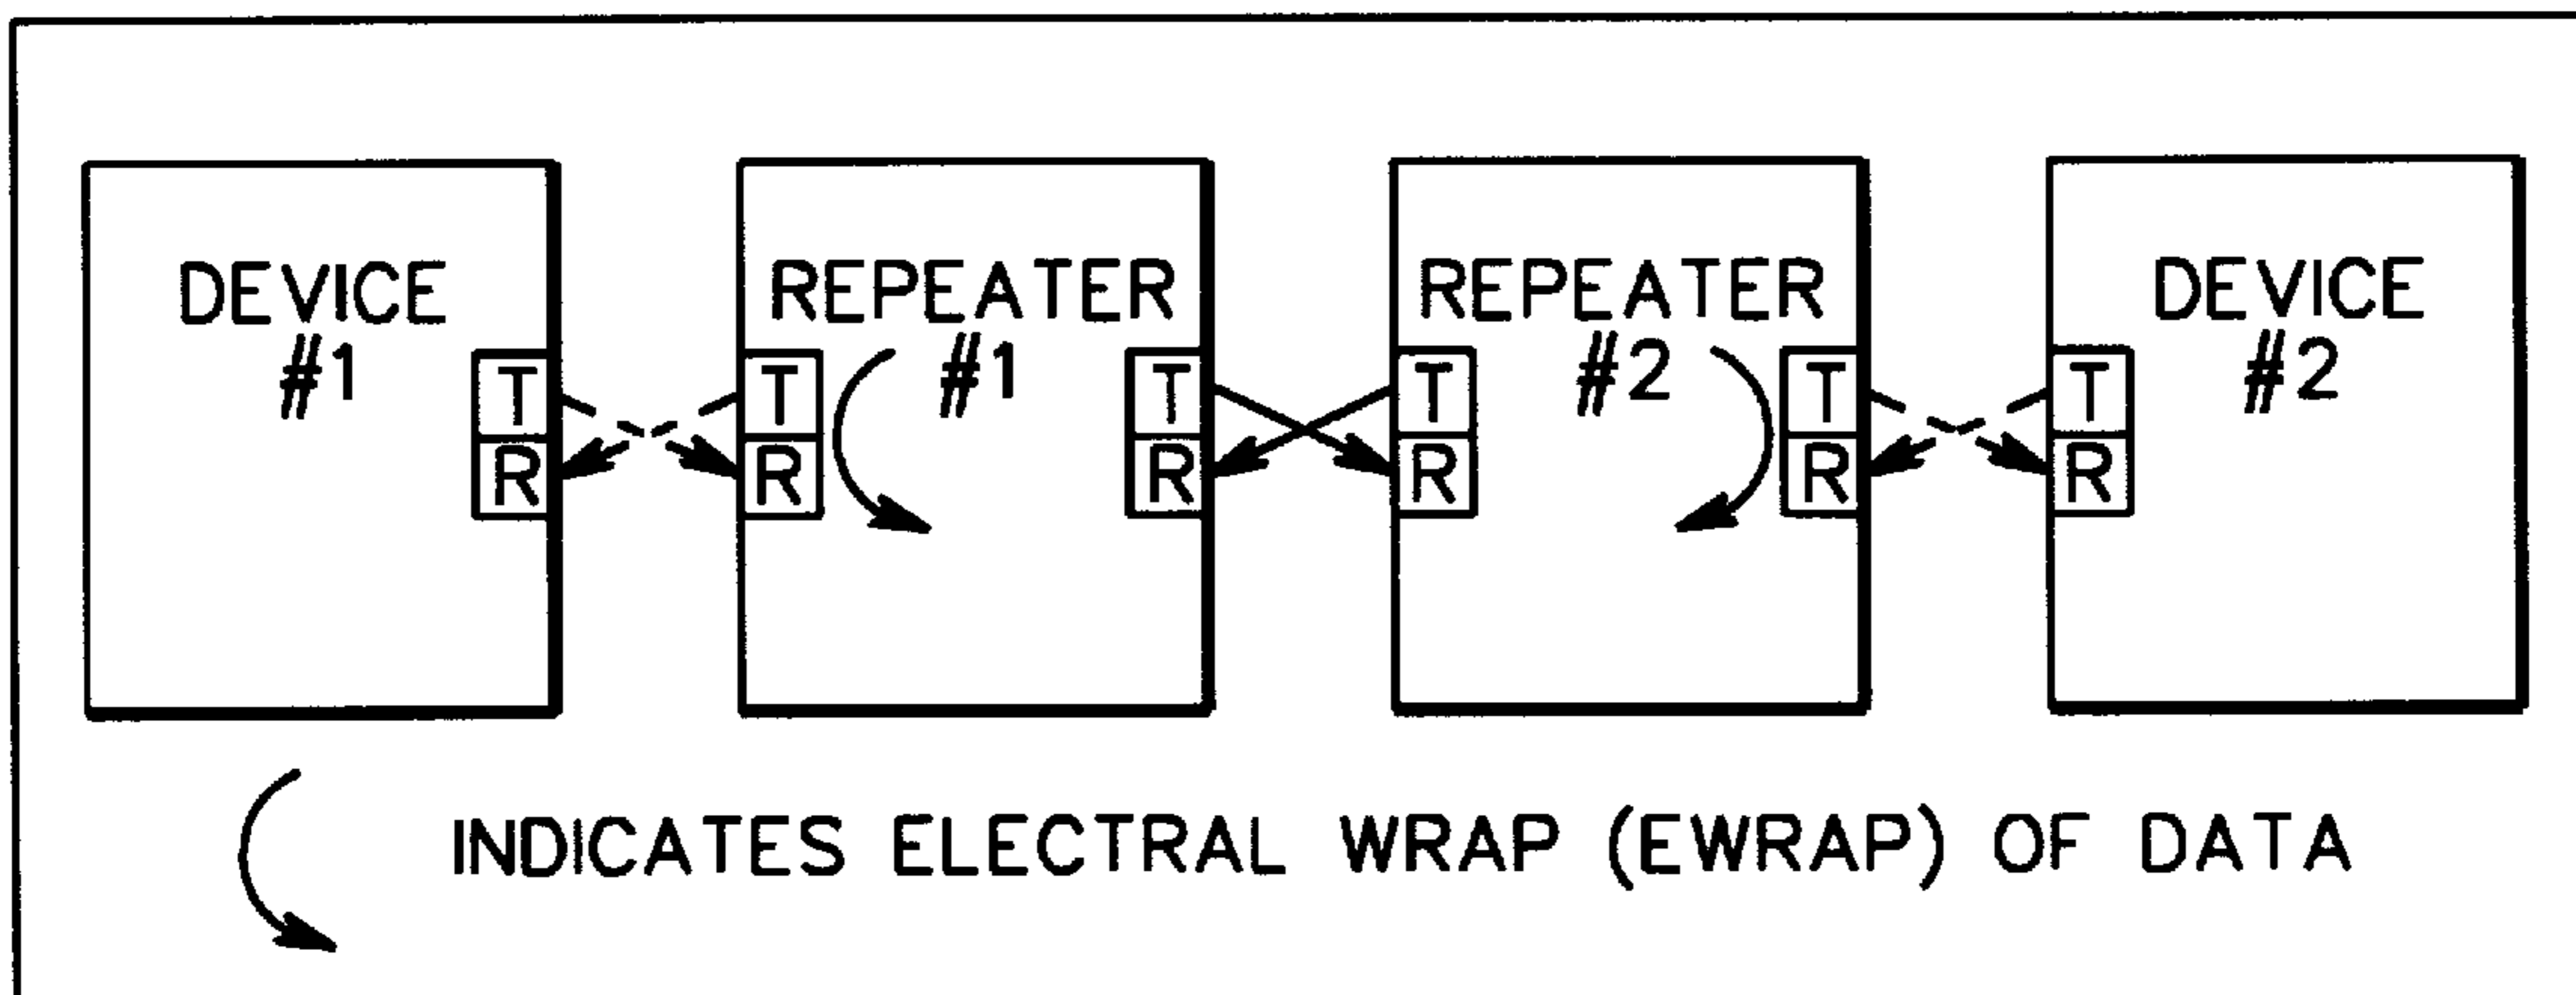 DEVICE
#1
T
R
REPEATER
#1
T
R
T
R
REPEATER
#2
T
R
T
R
DEVICE
#2
T
R
INDICATES ELECTRAL WRAP (EWRAP) OF DATA